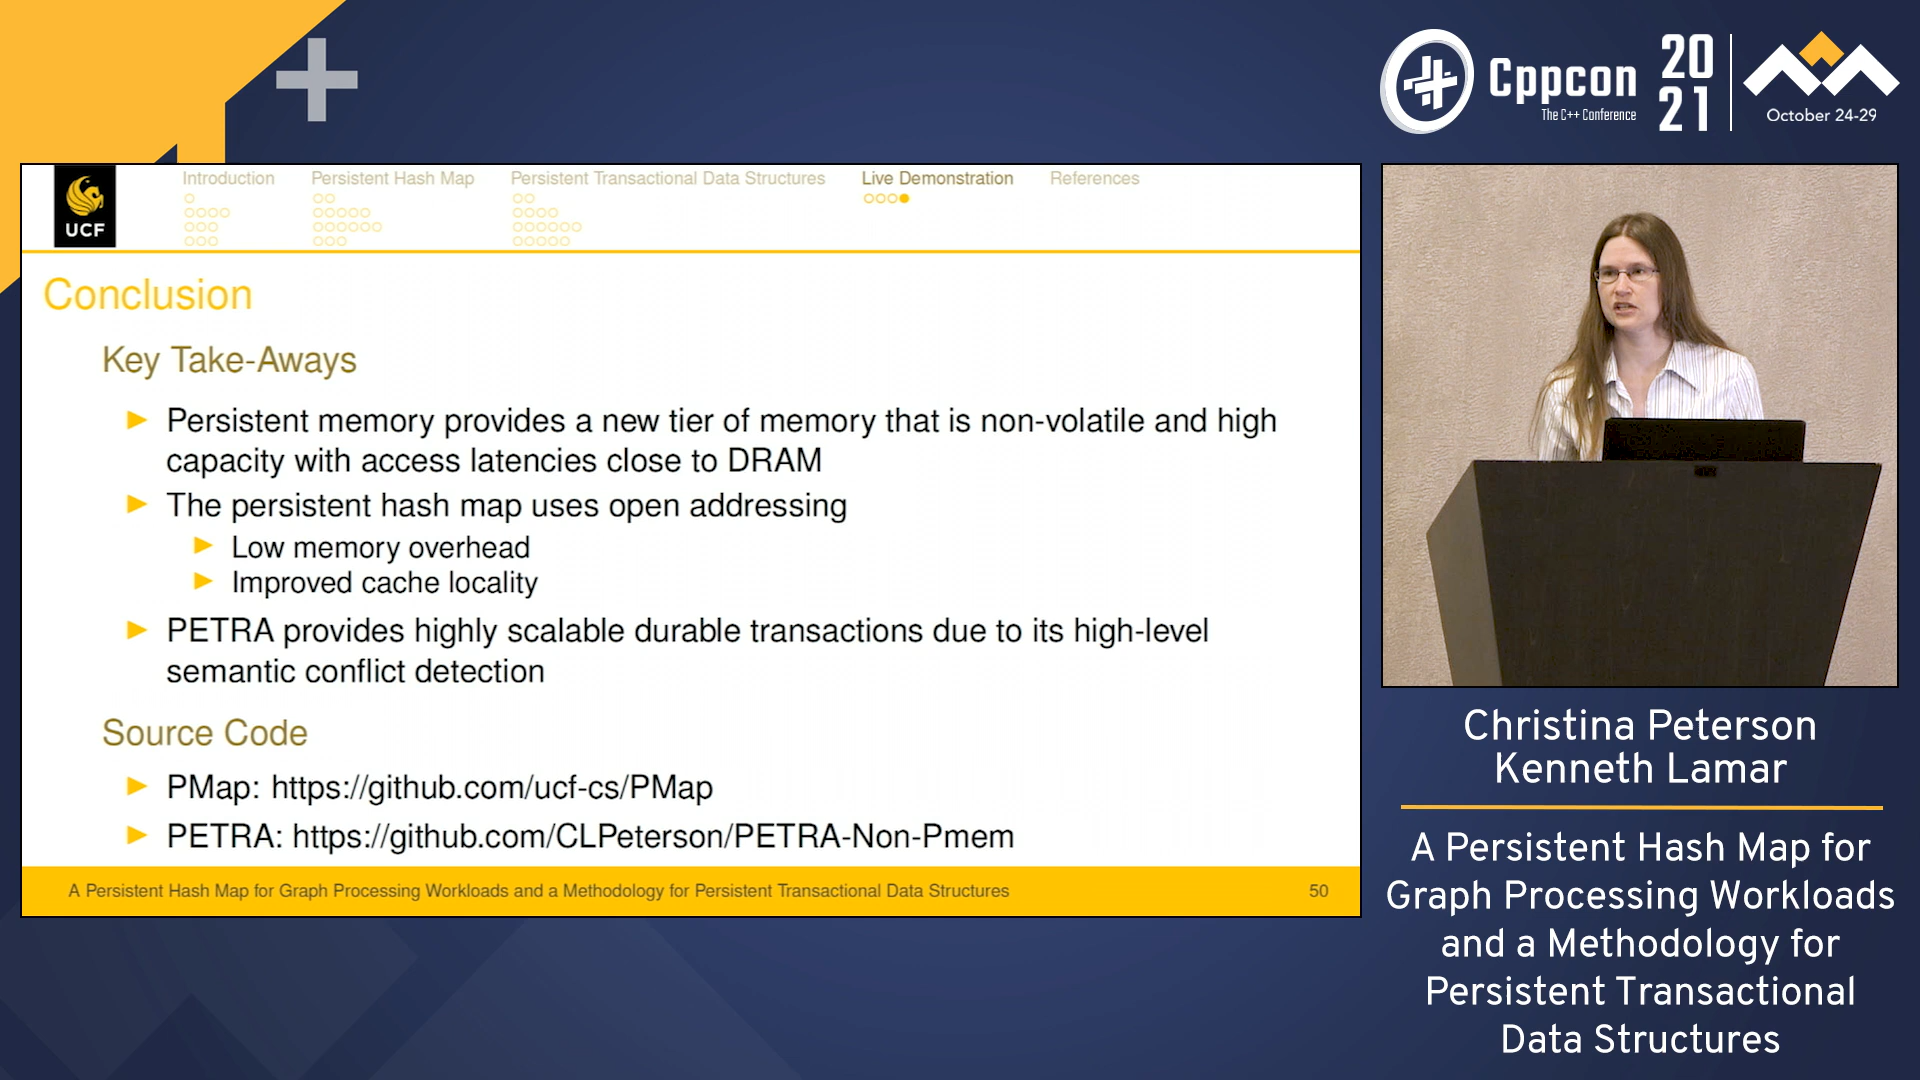 Cppcon
The C++ Conference
20
21
October 24-29
UCF
Introduction
Persistent Hash Map
Persistent Transactional Data Structures
Live Demonstration
References
Conclusion
Key Take-Aways
Persistent memory provides a new tier of memory that is non-volatile and high
capacity with access latencies close to DRAM
The persistent hash map uses open addressing
Low memory overhead
Improved cache locality
PETRA provides highly scalable durable transactions due to its high-level
semantic conflict detection
Source Code
PMap: https://github.com/ucf-cs/PMap
PETRA: https://github.com/CLPeterson/PETRA-Non-Pmem
A Persistent Hash Map for Graph Processing Workloads and a Methodology for Persistent Transactional Data Structures
50
Christina Peterson
Kenneth Lamar
A Persistent Hash Map for
Graph Processing Workloads
and a Methodology for
Persistent Transactional
Data Structures